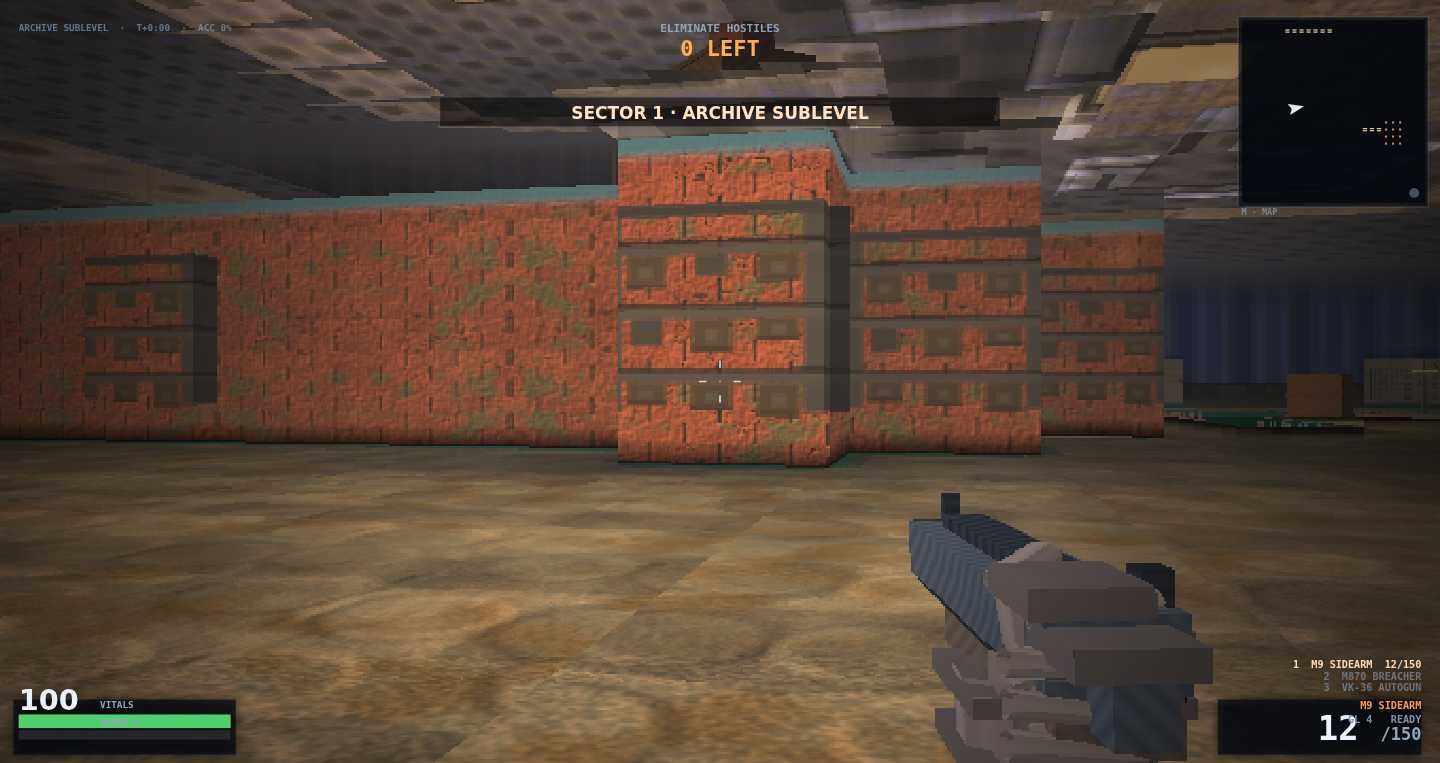 ARCHIVE SUBLEVEL · T+0:00 · ACC 0%
ELIMINATE HOSTILES
0 LEFT
SECTOR 1 · ARCHIVE SUBLEVEL
M · MAP
1 M9 SIDEARM 12/150
2 M870 BREACHER
3 VK-36 AUTOGUN
100 VITALS
M9 SIDEARM
4 READY
12 /150